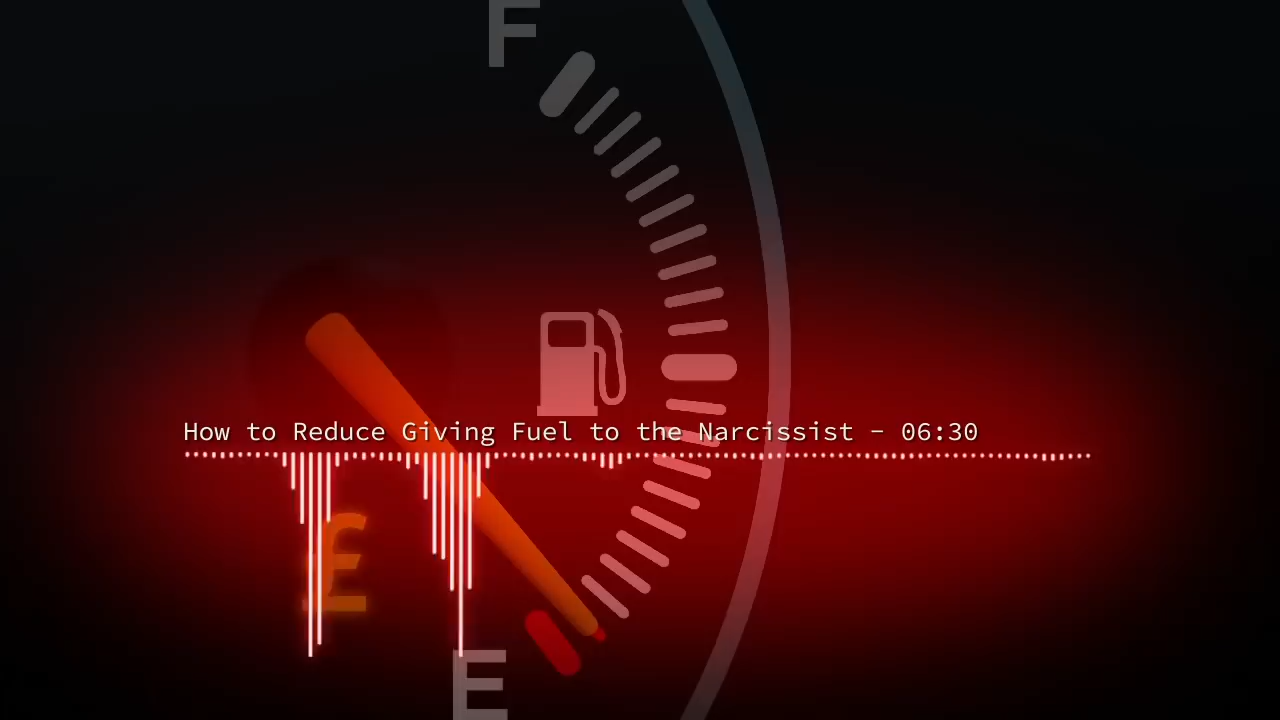 F
How to Reduce Giving Fuel to the Narcissist - 06:30
£
E